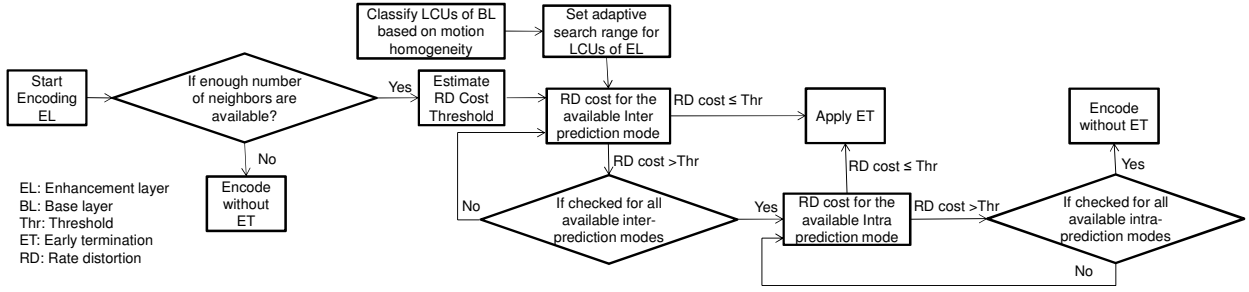 Classify LCUs of BL
based on motion
homogeneity
Set adaptive
search range for
LCUs of EL
Start
Encoding
EL
If enough number
of neighbors are
available?
Yes
Estimate
RD Cost
Threshold
RD cost for the
available Inter
prediction mode
RD cost ≤ Thr
Apply ET
Encode
without ET
No
Encode
without
ET
RD cost >Thr
No
If checked for all
available inter-
prediction modes
Yes
RD cost ≤ Thr
RD cost for the
available Intra
prediction mode
RD cost >Thr
Yes
If checked for all
available intra-
prediction modes
No
EL: Enhancement layer
BL: Base layer
Thr: Threshold
ET: Early termination
RD: Rate distortion